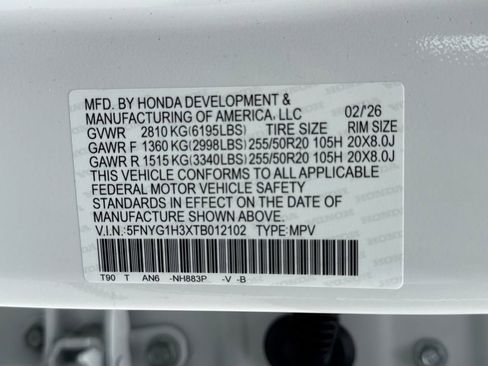 MFD. BY HONDA DEVELOPMENT &
MANUFACTURING OF AMERICA, LLC 02/'26
GVWR 2810 KG(6195LBS) TIRE SIZE RIM SIZE
GAWR F 1360 KG(2998LBS) 255/50R20 105H 20X8.0J
GAWR R 1515 KG(3340LBS) 255/50R20 105H 20X8.0J
THIS VEHICLE CONFORMS TO ALL APPLICABLE
FEDERAL MOTOR VEHICLE SAFETY
STANDARDS IN EFFECT ON THE DATE OF
MANUFACTURE SHOWN ABOVE.
V.I.N.:5FNYG1H3XTB012102 TYPE:MPV
T90 T AN6 -NH883P -V -B